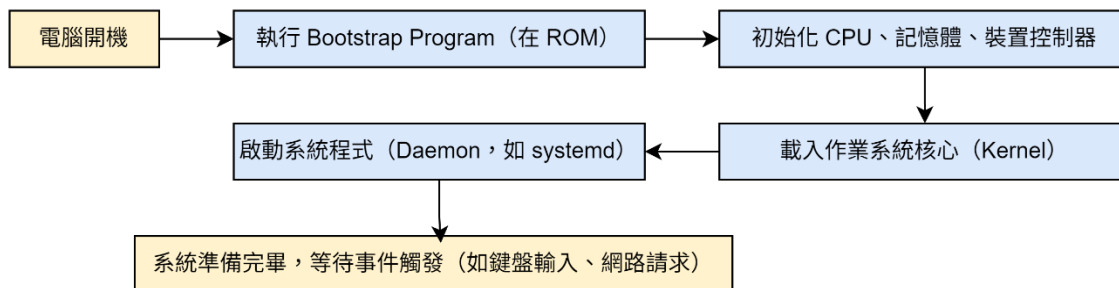 電腦開機
執行 Bootstrap Program（在 ROM）
初始化 CPU、記憶體、裝置控制器
載入作業系統核心（Kernel）
啟動系統程式（Daemon，如 systemd）
系統準備完畢，等待事件觸發（如鍵盤輸入、網路請求）